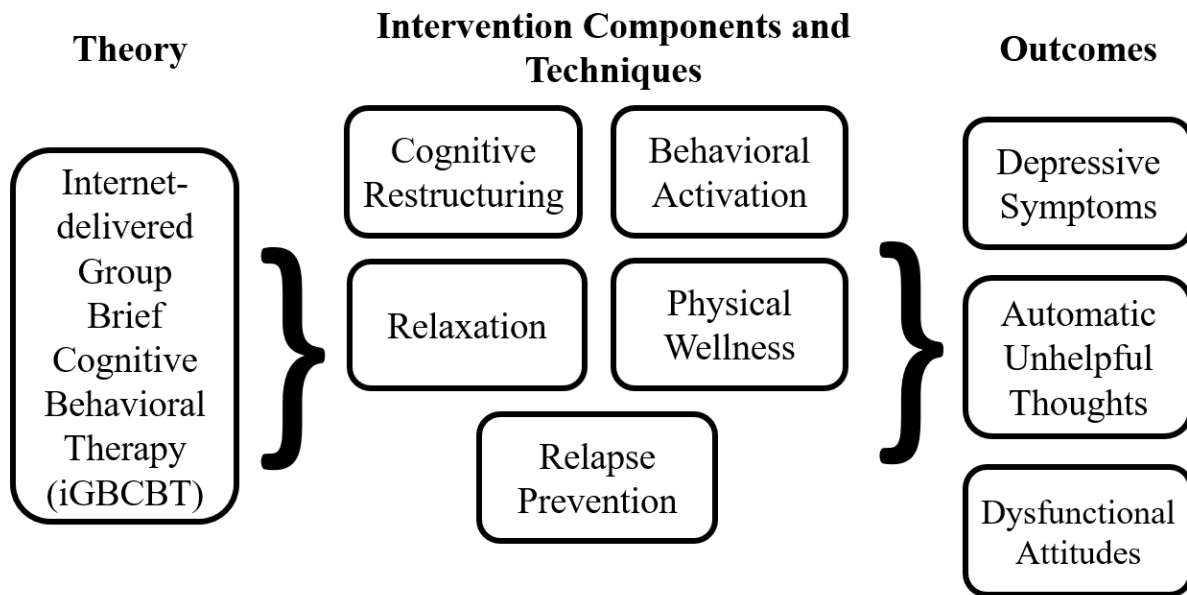 Theory
Intervention Components and
Techniques
Outcomes
Internet-
delivered
Group
Brief
Cognitive
Behavioral
Therapy
(iGBCBT)
Cognitive
Restructuring
Behavioral
Activation
Relaxation
Physical
Wellness
Relapse
Prevention
Depressive
Symptoms
Automatic
Unhelpful
Thoughts
Dysfunctional
Attitudes